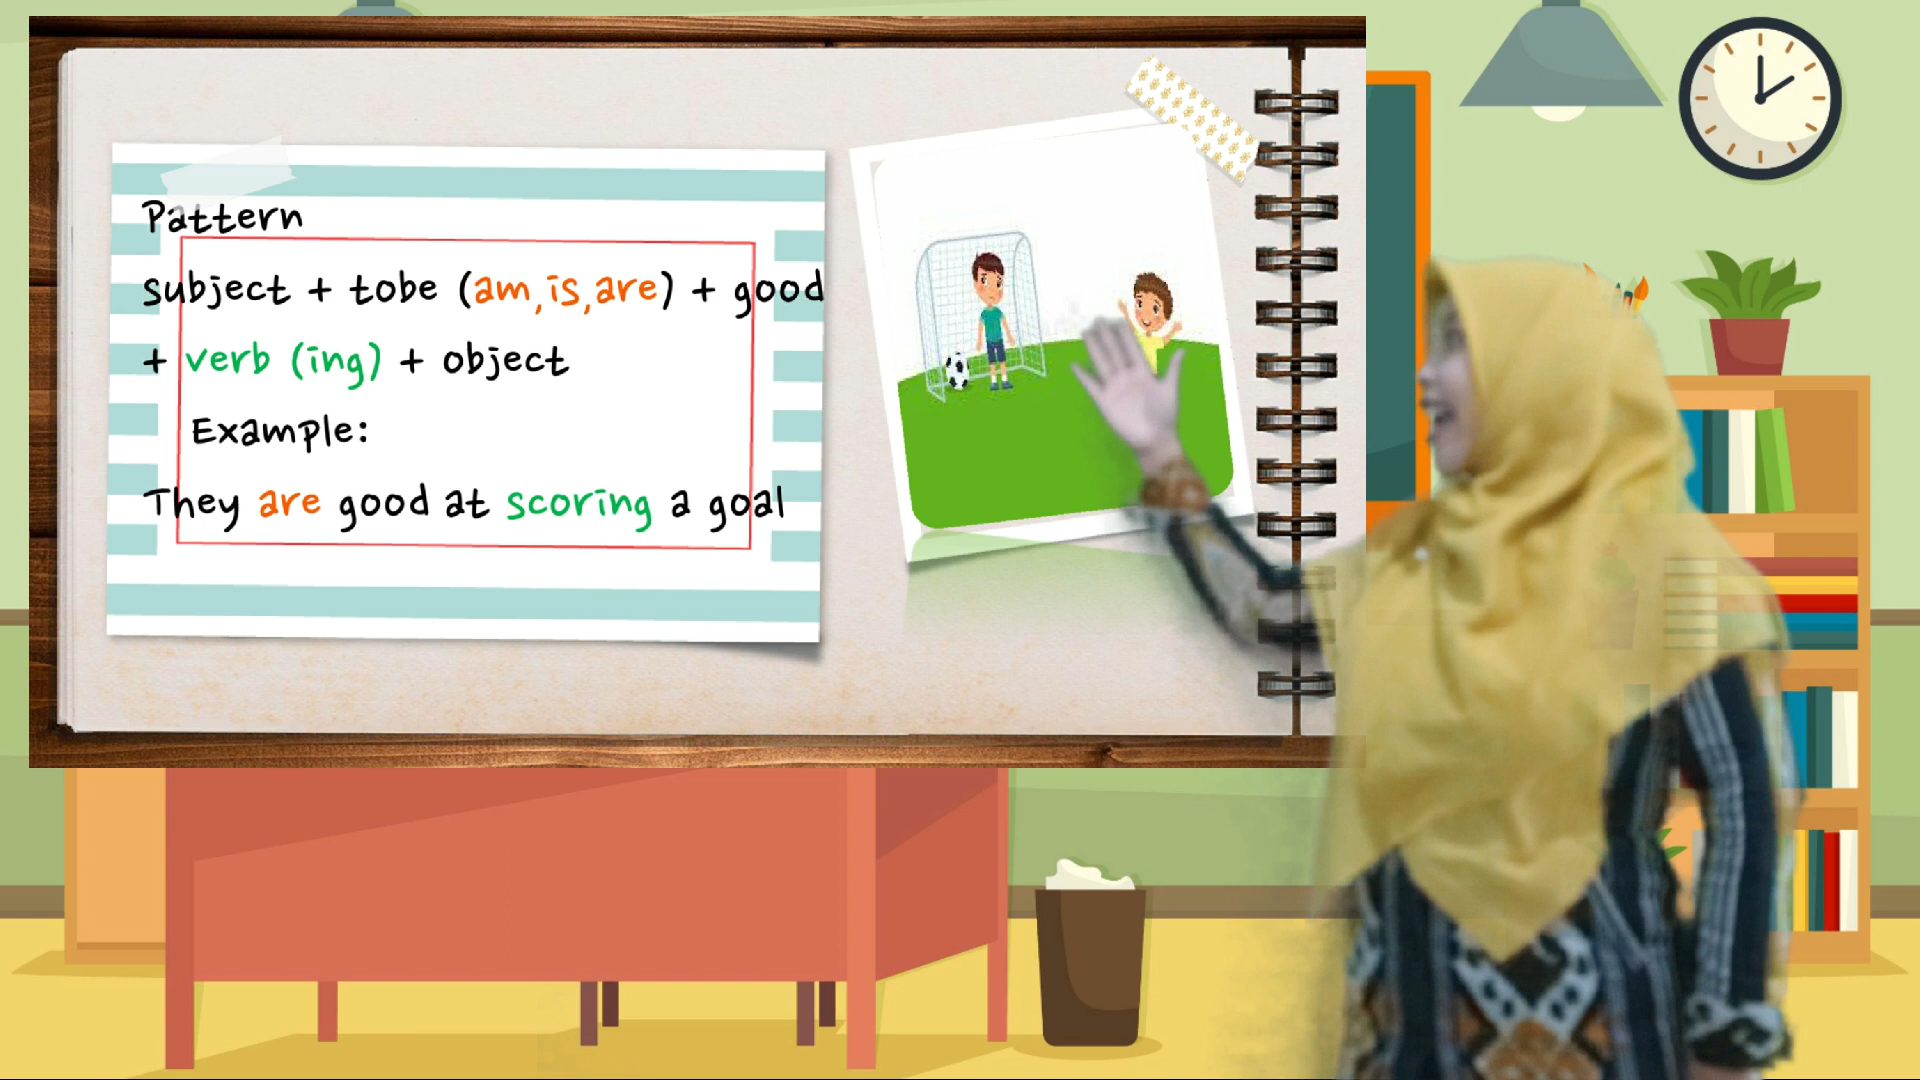 Pattern
subject + tobe (am,is,are) + good
+ verb (ing) + object
Example:
They are good at scoring a goal